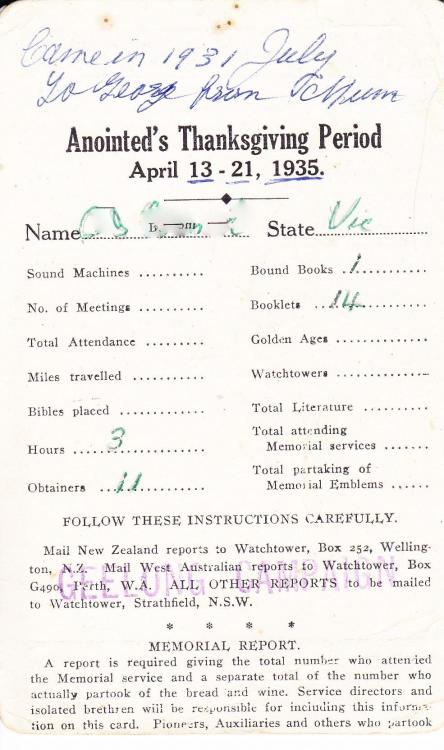 Came in 1931 July
To George from
Anointed's Thanksgiving Period
April 13 - 21, 1935.
Name
State Vic
Sound Machines ..........
No. of Meetings ..........
Total Attendance ..........
Miles travelled ..........
Bibles placed ............
Hours ... 3 ..............
Obtainers ... 11 .........
Bound Books . 1 ..........
Booklets .. 14 ...........
Golden Ages ..............
Watchtowers ..............
Total Literature .........
Total attending
Memorial services .......
Total partaking of
Memorial Emblems ......
FOLLOW THESE INSTRUCTIONS CAREFULLY.
Mail New Zealand reports to Watchtower, Box 252, Welling-
ton, N.Z. Mail West Australian reports to Watchtower, Box
G490, Perth, W.A. ALL OTHER REPORTS to be mailed
GEELONG CAMPAIGN
to Watchtower, Strathfield, N.S.W.
* * * *
MEMORIAL REPORT.
A report is required giving the total number who attended
the Memorial service and a separate total of the number who
actually partook of the bread and wine. Service directors and
isolated brethren will be responsible for including this informa-
tion on this card. Pioneers, Auxiliaries and others who partook